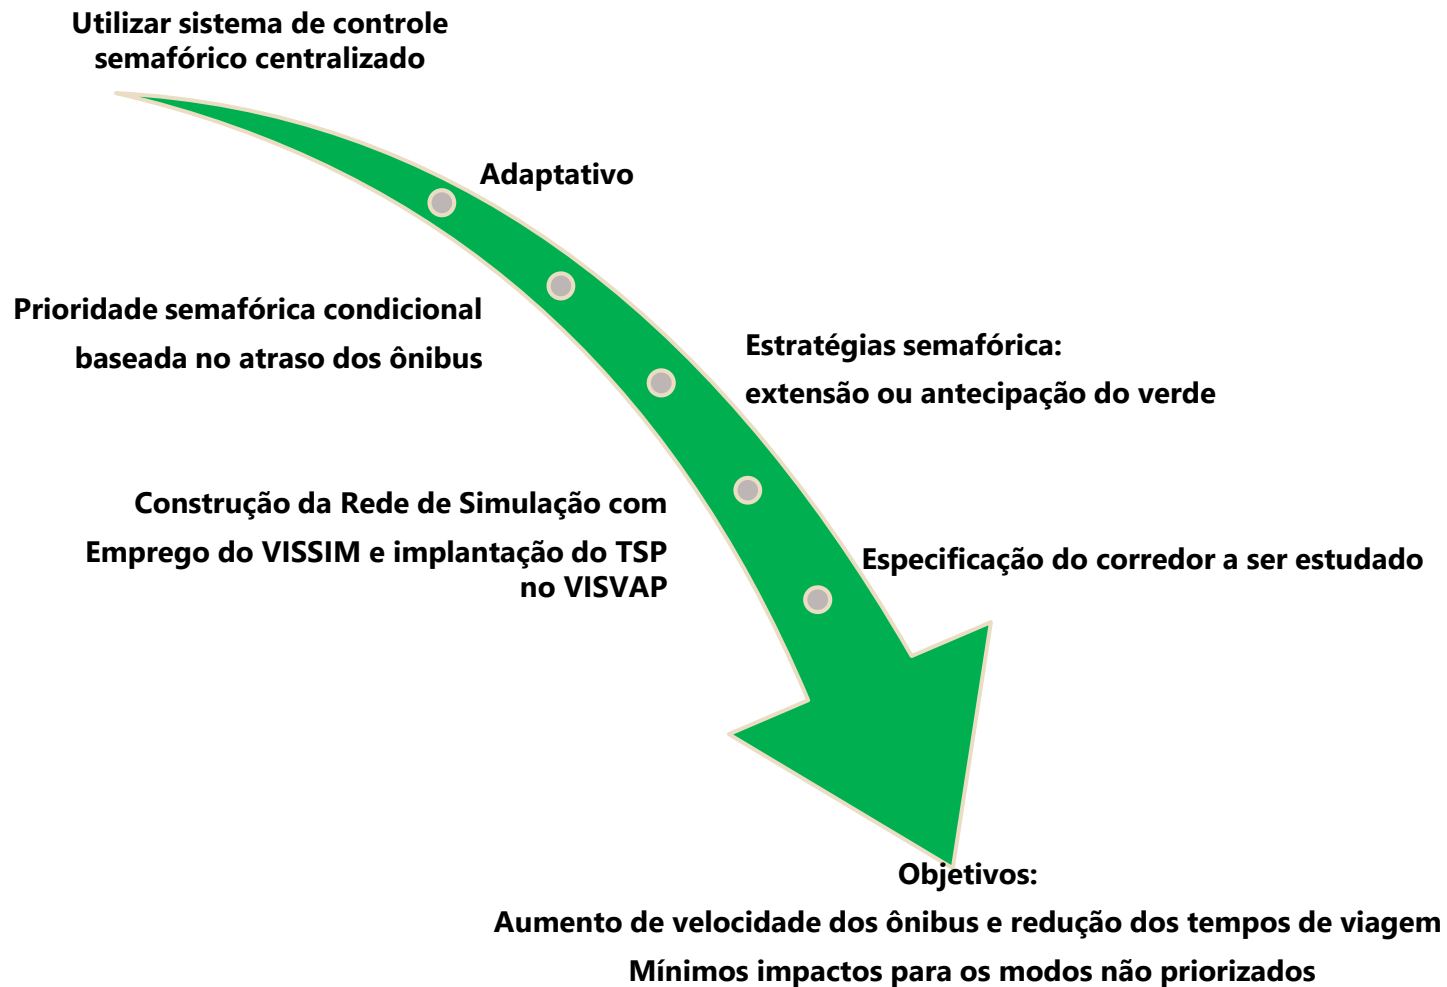 Utilizar sistema de controle
semafórico centralizado
Adaptativo
Prioridade semafórica condicional
baseada no atraso dos ônibus
Estratégias semafórica:
extensão ou antecipação do verde
Construção da Rede de Simulação com
Emprego do VISSIM e implantação do TSP
no VISVAP
Especificação do corredor a ser estudado
Objetivos:
Aumento de velocidade dos ônibus e redução dos tempos de viagem
Mínimos impactos para os modos não priorizados